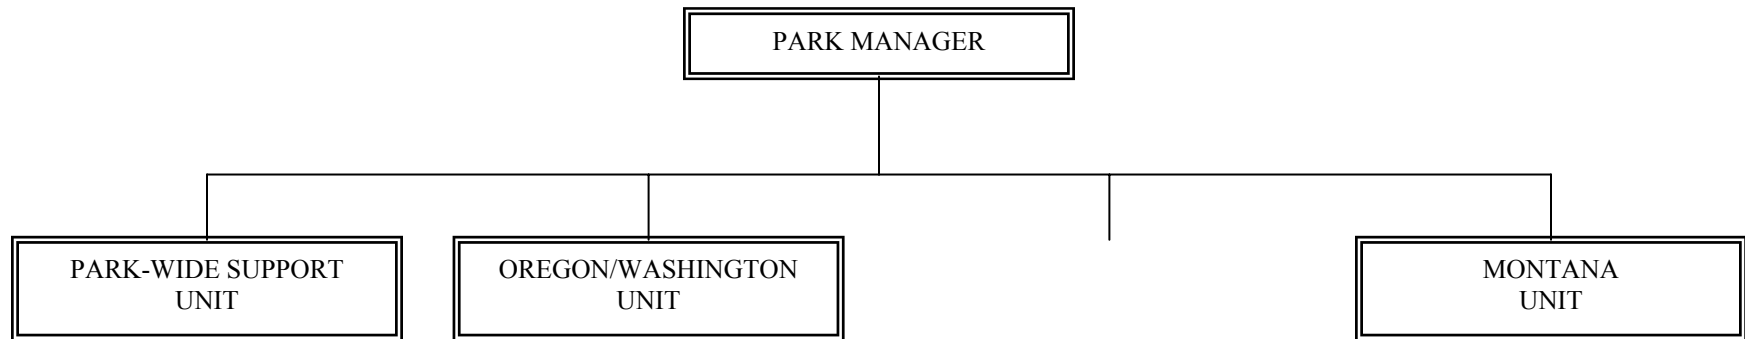 PARK MANAGER
PARK-WIDE SUPPORT
UNIT
OREGON/WASHINGTON
UNIT
MONTANA
UNIT